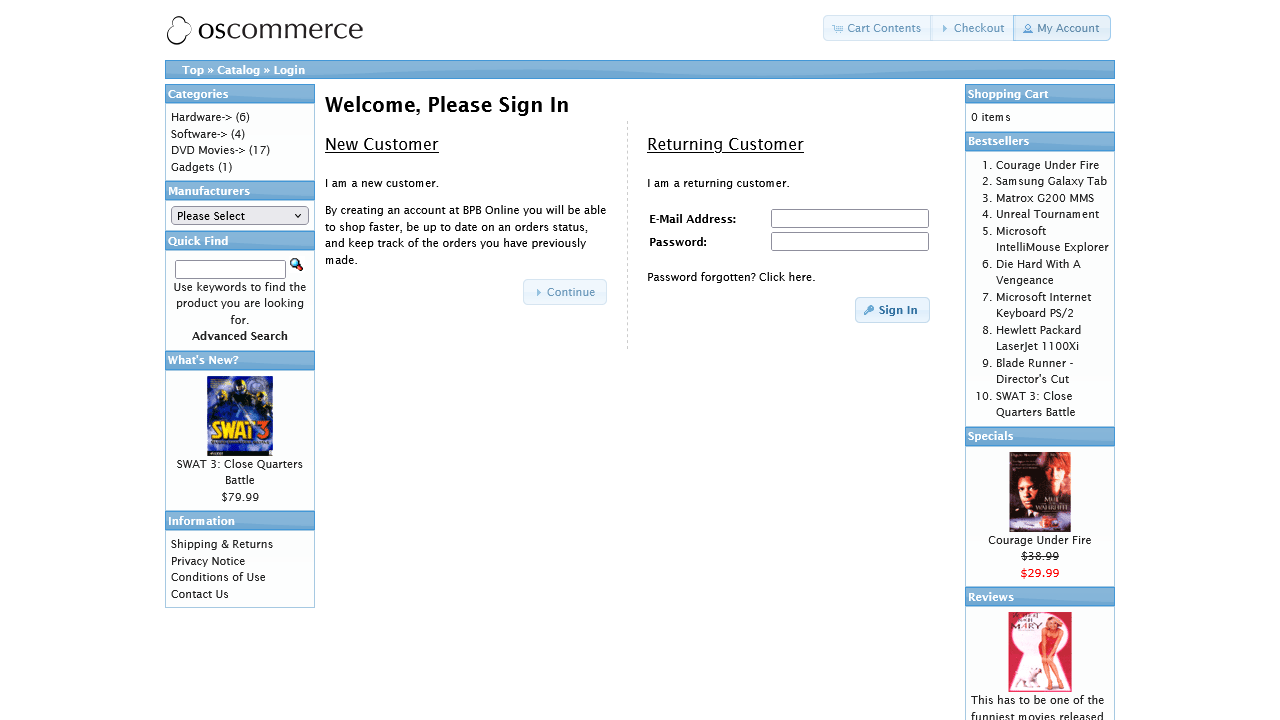 oscommerce
Cart Contents
Checkout
My Account
Top » Catalog » Login
Categories
Hardware-> (6)
Software-> (4)
DVD Movies-> (17)
Gadgets (1)
Manufacturers
Please Select
Quick Find
Use keywords to find the
product you are looking
for.
Advanced Search
What's New?
SWAT 3
SWAT 3: Close Quarters
Battle
$79.99
Information
Shipping & Returns
Privacy Notice
Conditions of Use
Contact Us
Welcome, Please Sign In
New Customer
I am a new customer.
By creating an account at BPB Online you will be able
to shop faster, be up to date on an orders status,
and keep track of the orders you have previously
made.
Continue
Returning Customer
I am a returning customer.
E-Mail Address:
Password:
Password forgotten? Click here.
Sign In
Shopping Cart
0 items
Bestsellers
1. Courage Under Fire
2. Samsung Galaxy Tab
3. Matrox G200 MMS
4. Unreal Tournament
5. Microsoft
IntelliMouse Explorer
6. Die Hard With A
Vengeance
7. Microsoft Internet
Keyboard PS/2
8. Hewlett Packard
LaserJet 1100Xi
9. Blade Runner -
Director's Cut
10. SWAT 3: Close
Quarters Battle
Specials
Courage Under Fire
$38.99
$29.99
Reviews
MARY
This has to be one of the
funniest movies released